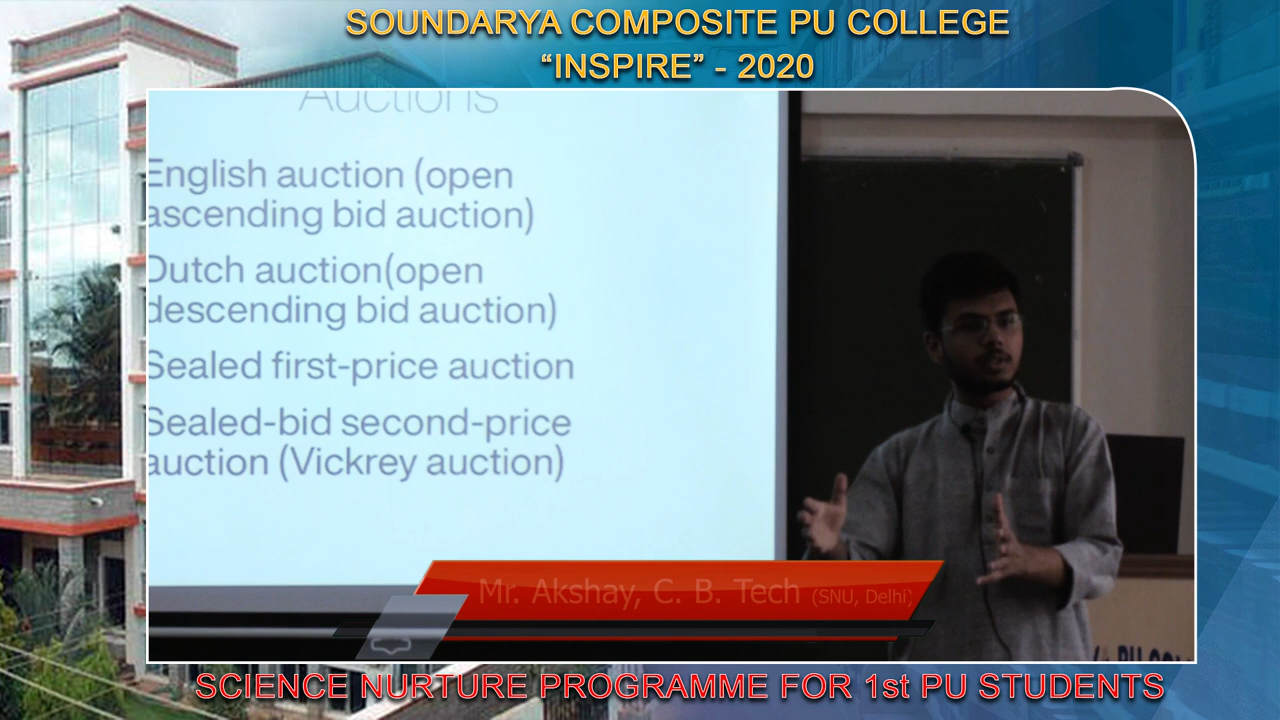 SOUNDARYA COMPOSITE PU COLLEGE
“INSPIRE” - 2020
Auctions
English auction (open
ascending bid auction)
Dutch auction(open
descending bid auction)
Sealed first-price auction
Sealed-bid second-price
auction (Vickrey auction)
Mr. Akshay, C. B. Tech (SNU, Delhi)
PU COL
SCIENCE NURTURE PROGRAMME FOR 1st PU STUDENTS